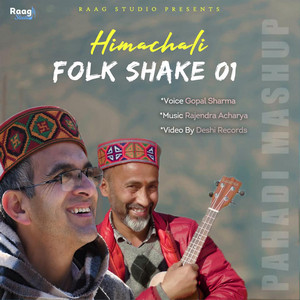 RAAG STUDIO PRESENTS
Raag
Himachali
FOLK SHAKE 01
*Voice Gopal Sharma
*Music Rajendra Acharya
*Video By Deshi Records
PAHADI MASHUP